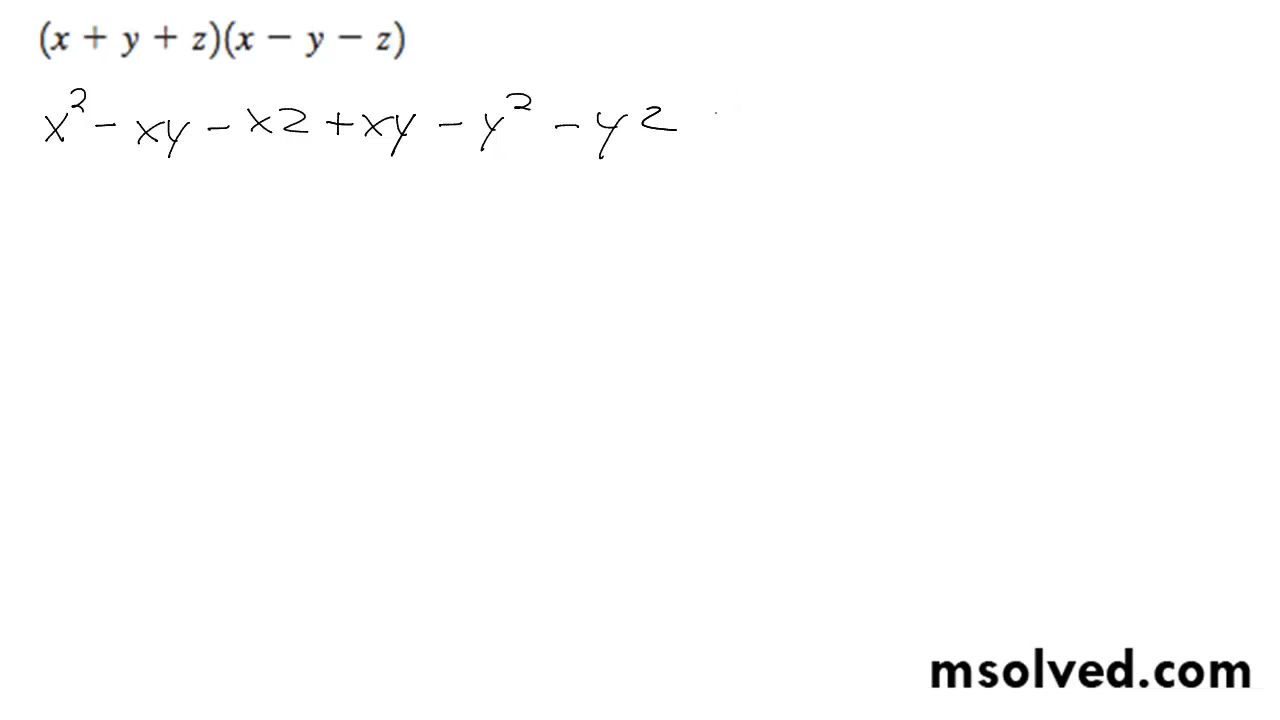 (x + y + z)(x − y − z)
x² - xy - xz + xy - y² - yz
msolved.com